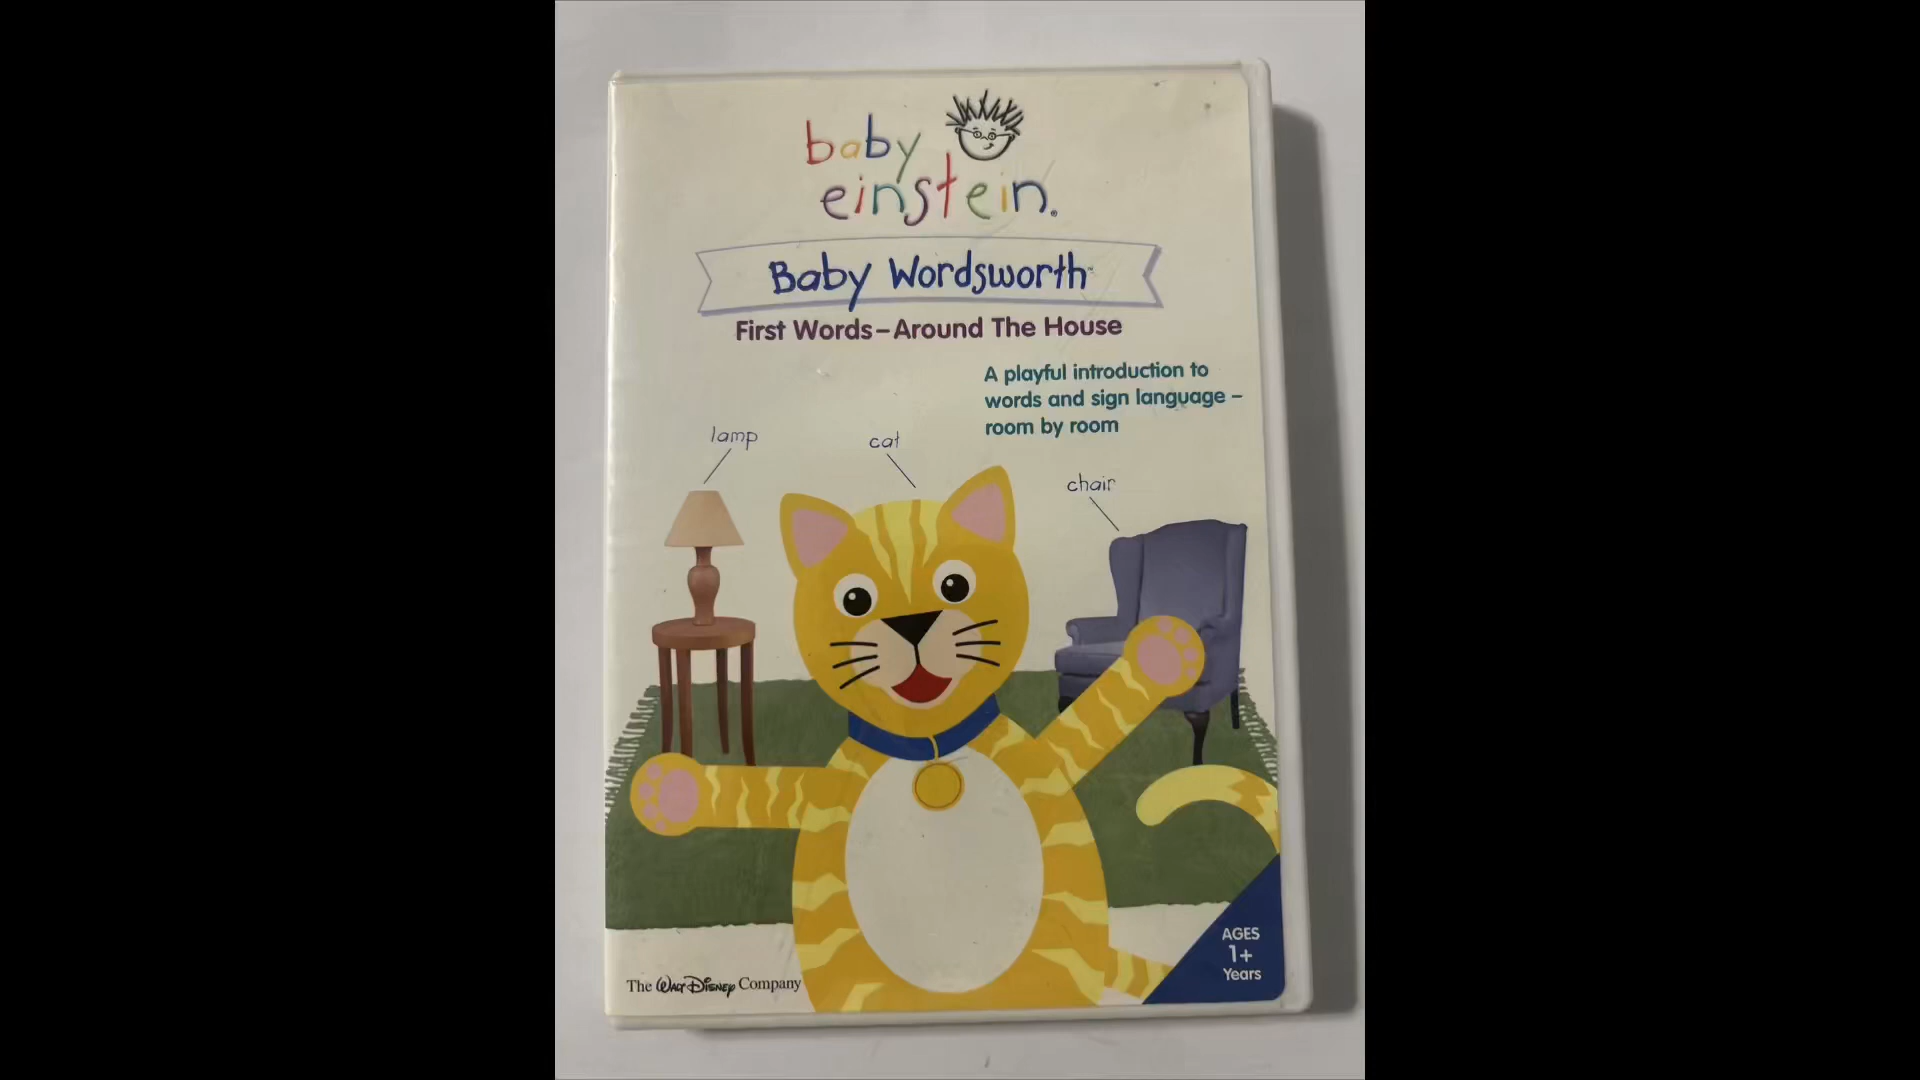 baby
einstein.
Baby Wordsworth™
First Words–Around The House
A playful introduction to
words and sign language –
room by room
lamp
cat
chair
AGES
1+
Years
The Walt Disney Company